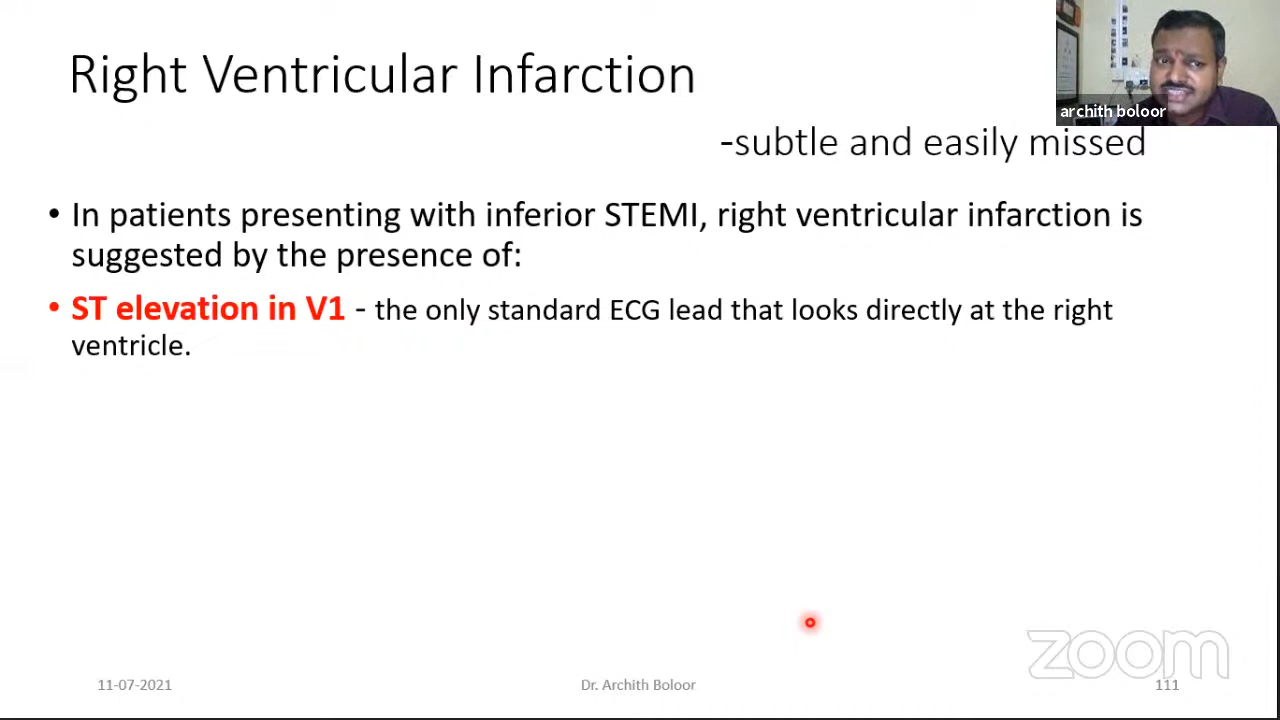 Right Ventricular Infarction
archith boloor
-subtle and easily missed
• In patients presenting with inferior STEMI, right ventricular infarction is
suggested by the presence of:
• ST elevation in V1 - the only standard ECG lead that looks directly at the right
ventricle.
zoom
11-07-2021
Dr. Archith Boloor
111